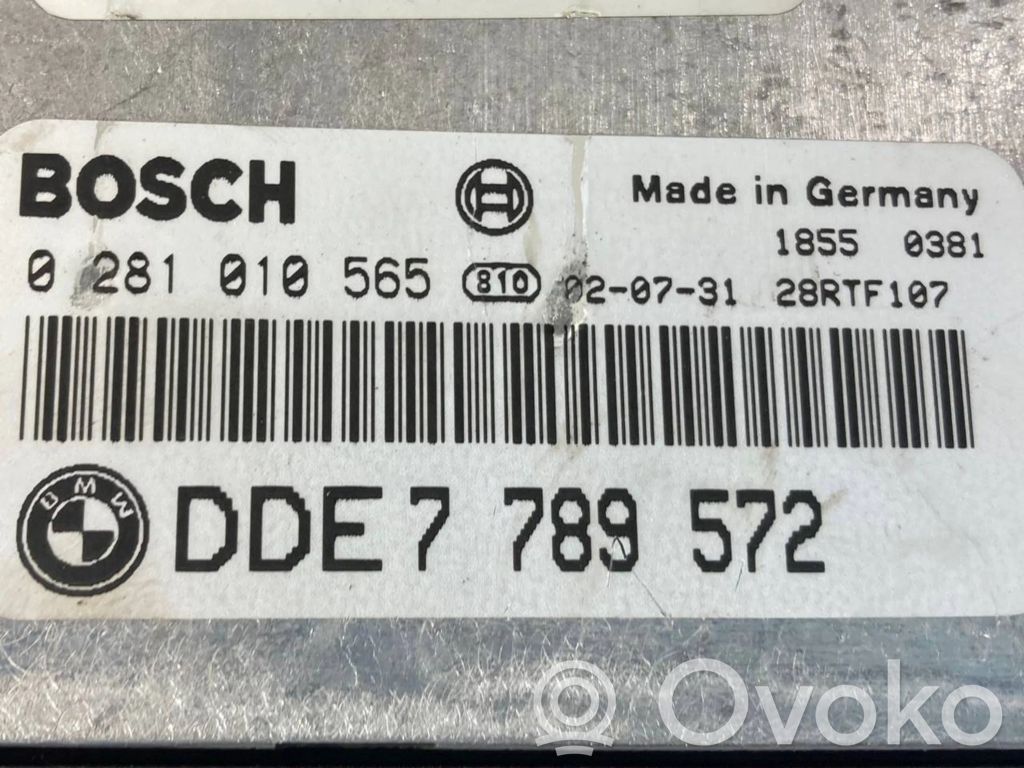 BOSCH
Made in Germany
1855 0381
0 281 010 565 810 02-07-31 28RTF107
BMW
DDE 7 789 572
Ovoko